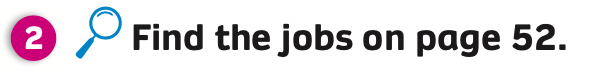 2 Find the jobs on page 52.